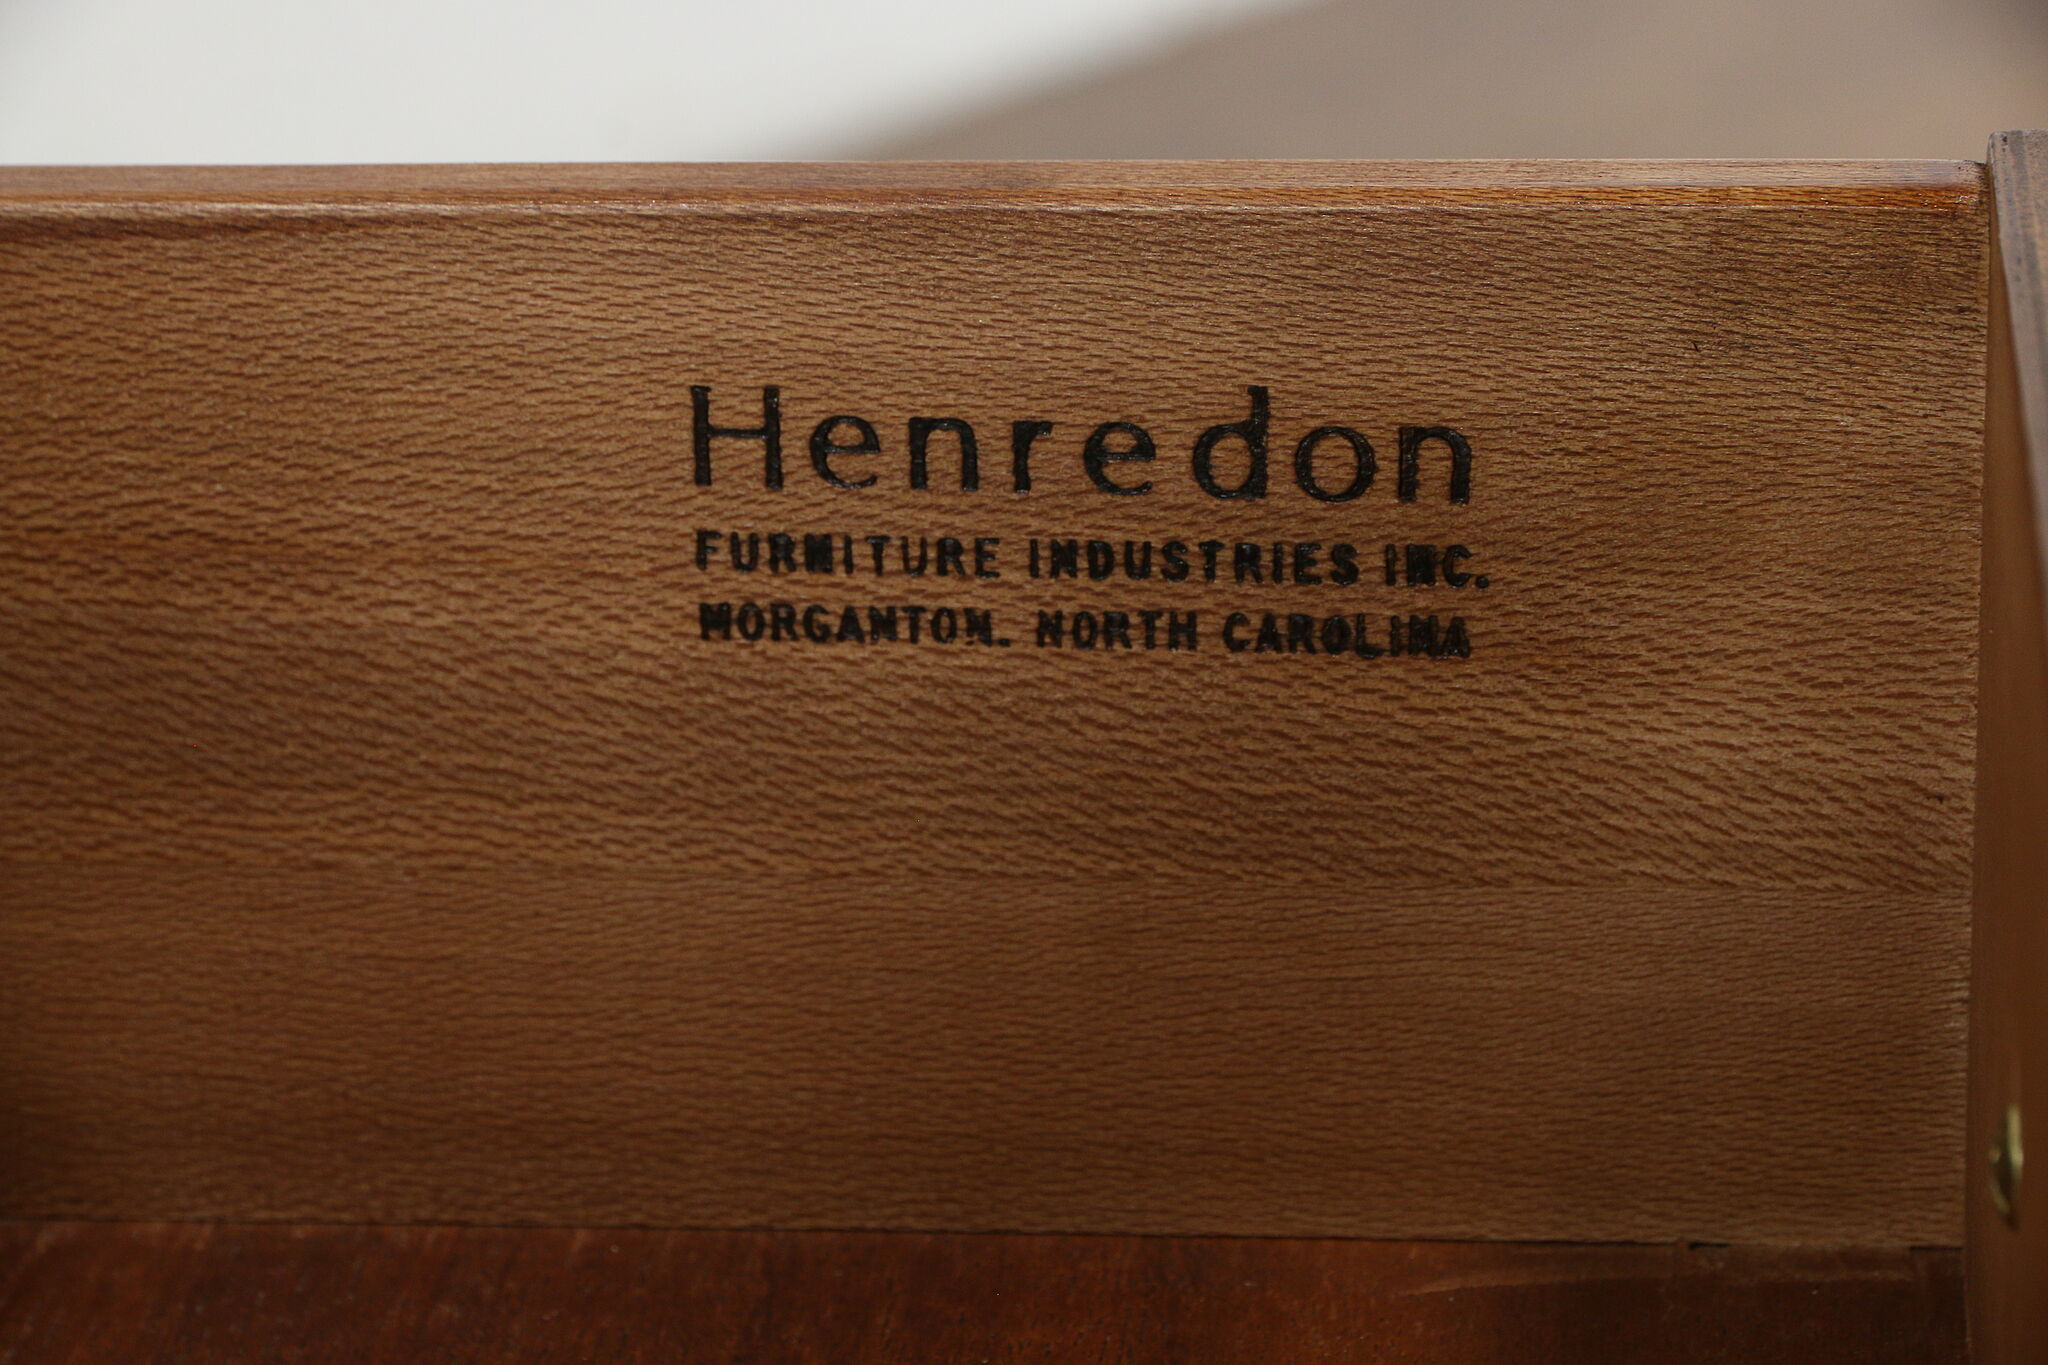 Henredon
FURNITURE INDUSTRIES INC.
MORGANTON. NORTH CAROLINA